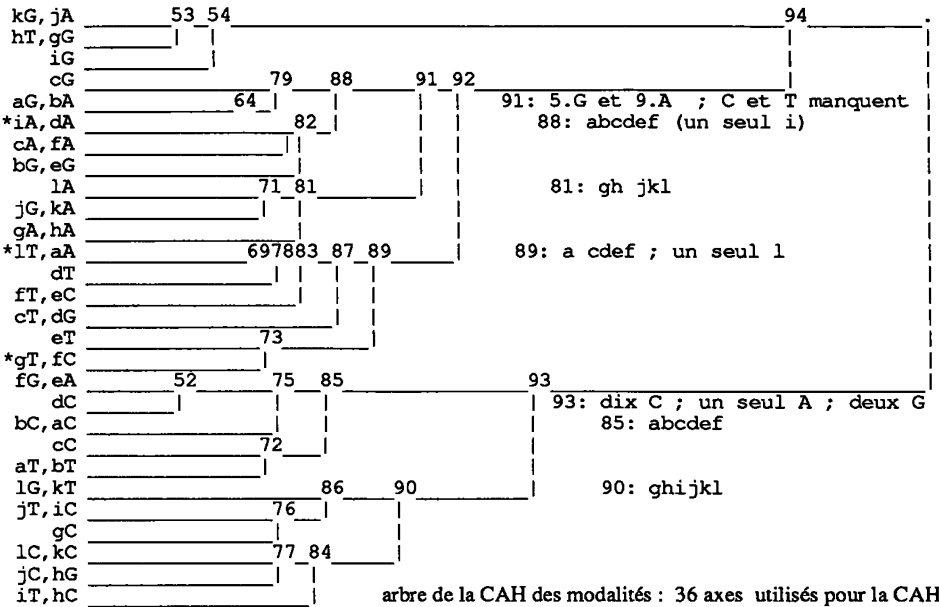 kG,jA 53 54 94
hT,gG
iG
cG 79 88 91 92
aG,bA 64 91: 5.G et 9.A ; C et T manquent
*iA,dA 82 88: abcdef (un seul i)
cA,fA
bG,eG
lA 71 81 81: gh jkl
jG,kA
gA,hA
*lT,aA 69 78 83 87 89 89: a cdef ; un seul l
dT
fT,eC
cT,dG
eT 73
*gT,fC
fG,eA 52 75 85 93
dC 93: dix C ; un seul A ; deux G
bC,aC 85: abcdef
cC 72
aT,bT
lG,kT 86 90 90: ghijkl
jT,iC 76
gC
lC,kC 77 84
jC,hG
iT,hC arbre de la CAH des modalités : 36 axes utilisés pour la CAH